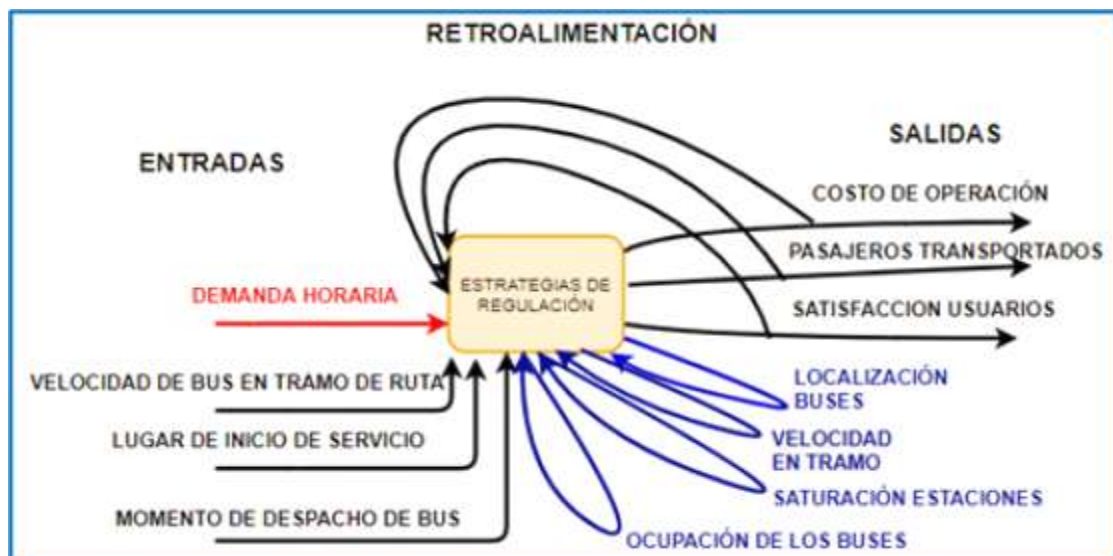 RETROALIMENTACIÓN
ENTRADAS
SALIDAS
COSTO DE OPERACIÓN
PASAJEROS TRANSPORTADOS
SATISFACCION USUARIOS
ESTRATEGIAS DE
REGULACIÓN
DEMANDA HORARIA
VELOCIDAD DE BUS EN TRAMO DE RUTA
LUGAR DE INICIO DE SERVICIO
MOMENTO DE DESPACHO DE BUS
LOCALIZACIÓN
BUSES
VELOCIDAD
EN TRAMO
SATURACIÓN ESTACIONES
OCUPACIÓN DE LOS BUSES